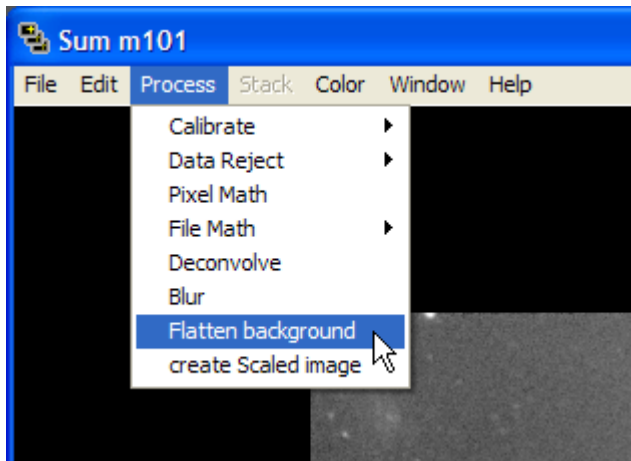 Sum m101
File Edit Process Stack Color Window Help
Calibrate
Data Reject
Pixel Math
File Math
Deconvolve
Blur
Flatten background
create Scaled image